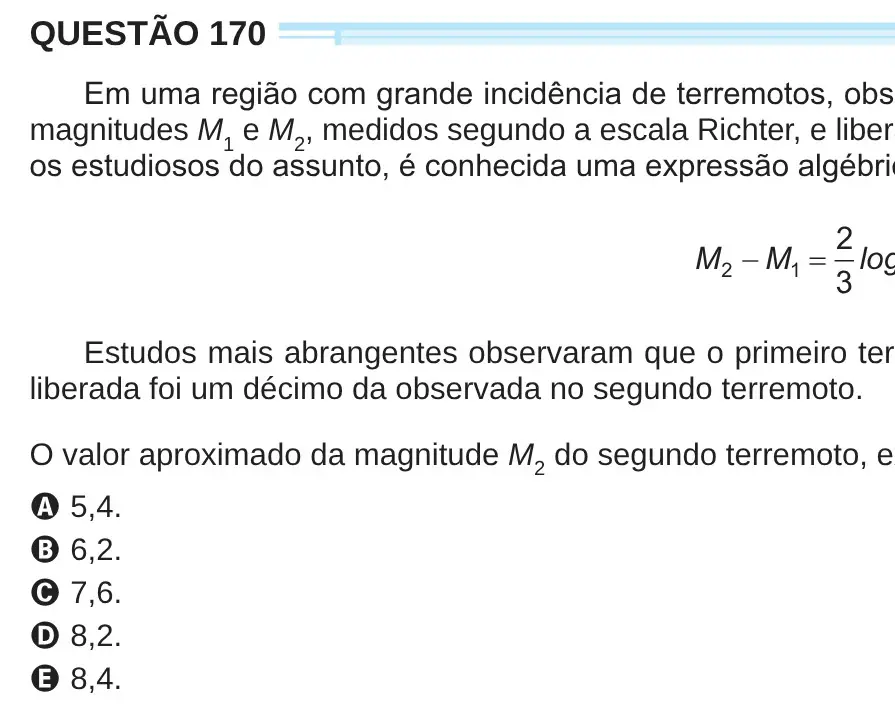 QUESTÃO 170
Em uma região com grande incidência de terremotos, obs
magnitudes M₁ e M₂, medidos segundo a escala Richter, e liber
os estudiosos do assunto, é conhecida uma expressão algébri
M₂ − M₁ = 2/3 log
Estudos mais abrangentes observaram que o primeiro ter
liberada foi um décimo da observada no segundo terremoto.
O valor aproximado da magnitude M₂ do segundo terremoto, e
A 5,4.
B 6,2.
C 7,6.
D 8,2.
E 8,4.